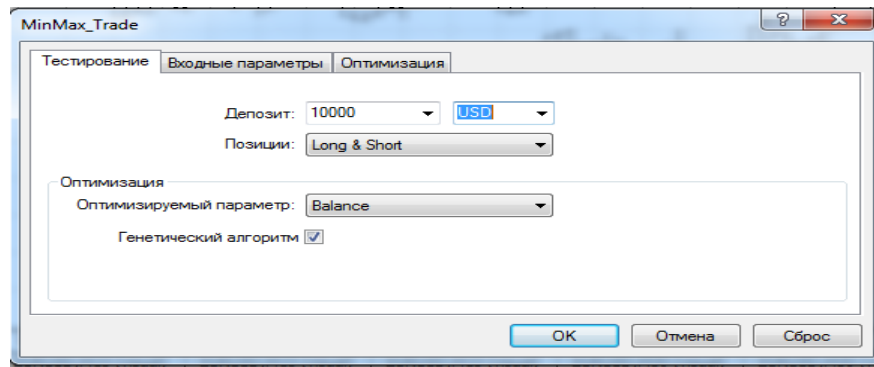 MinMax_Trade
Тестирование Входные параметры Оптимизация
Депозит: 10000 USD
Позиции: Long & Short
Оптимизация
Оптимизируемый параметр: Balance
Генетический алгоритм
OK Отмена Сброс